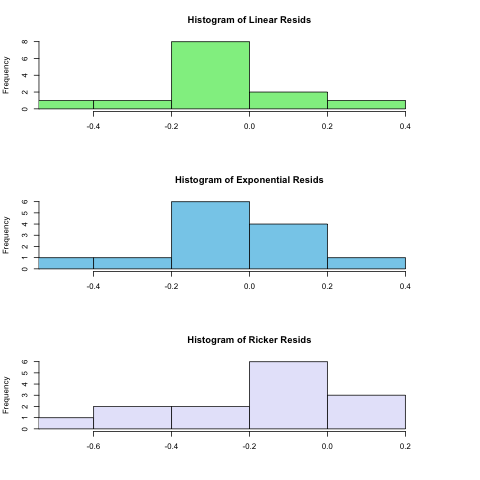 Histogram of Linear Resids
Frequency
8
6
4
2
0
-0.4 -0.2 0.0 0.2 0.4
Histogram of Exponential Resids
Frequency
6
5
4
3
2
1
0
-0.4 -0.2 0.0 0.2 0.4
Histogram of Ricker Resids
Frequency
6
5
4
3
2
1
0
-0.6 -0.4 -0.2 0.0 0.2